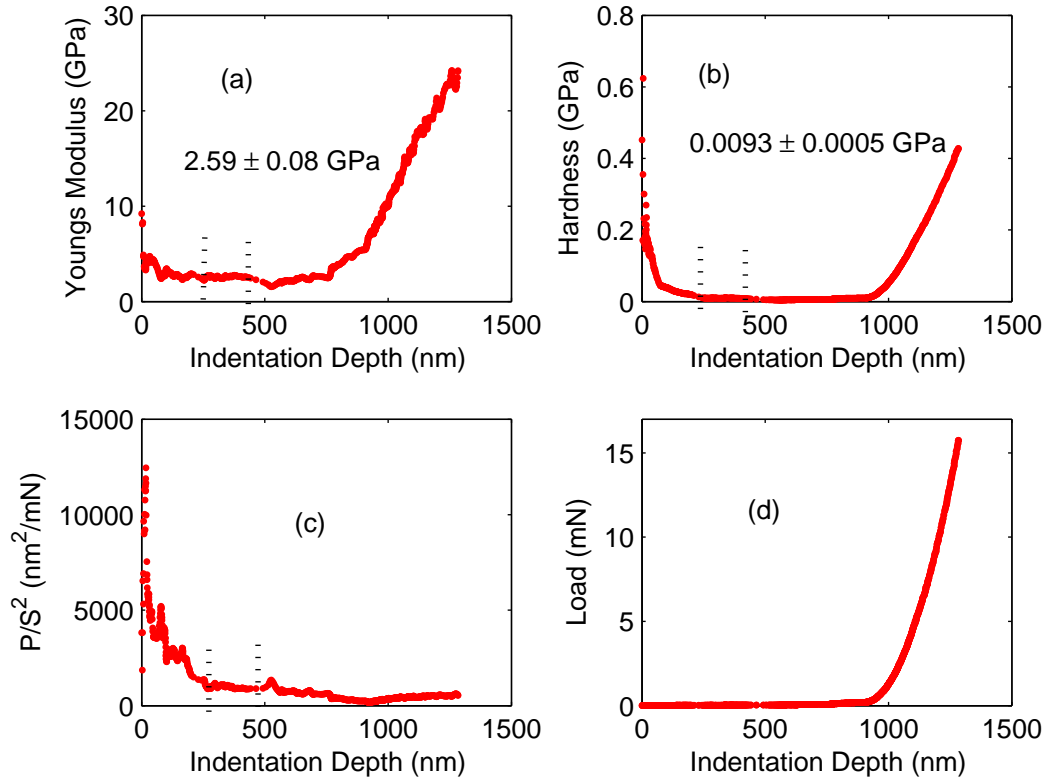 30
20
10
0
Youngs Modulus (GPa)
(a)
2.59 ± 0.08 GPa
0 500 1000 1500
Indentation Depth (nm)
0.8
0.6
0.4
0.2
0
Hardness (GPa)
(b)
0.0093 ± 0.0005 GPa
0 500 1000 1500
Indentation Depth (nm)
15000
10000
5000
0
P/S² (nm²/mN)
(c)
0 500 1000 1500
Indentation Depth (nm)
15
10
5
0
Load (mN)
(d)
0 500 1000 1500
Indentation Depth (nm)